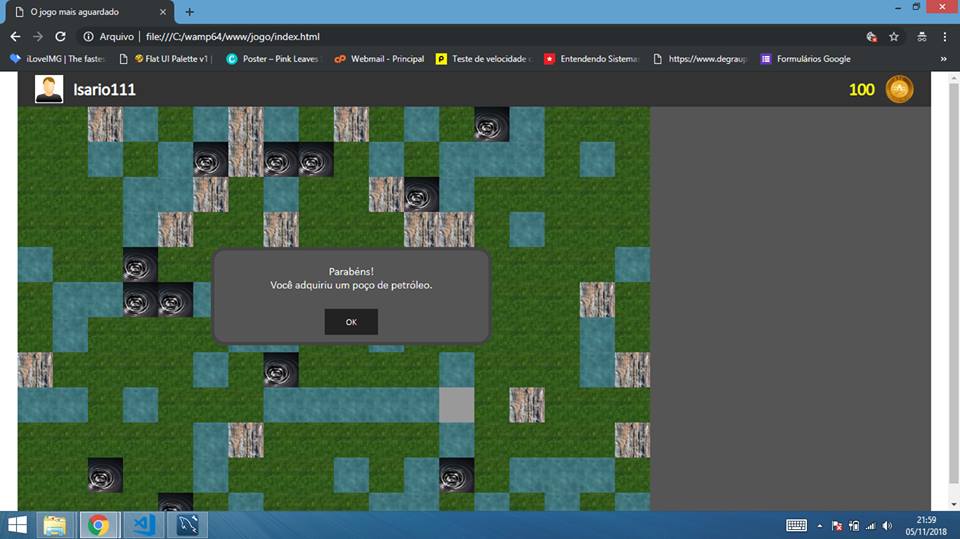 O jogo mais aguardado
Arquivo | file:///C:/wamp64/www/jogo/index.html
iLoveIMG | The fastes
Flat UI Palette v1 |
Poster – Pink Leaves
Webmail - Principal
Teste de velocidade
Entendendo Sistema
https://www.degraup
Formulários Google
»
Isario111
100
Parabéns!
Você adquiriu um poço de petróleo.
OK
21:59
05/11/2018